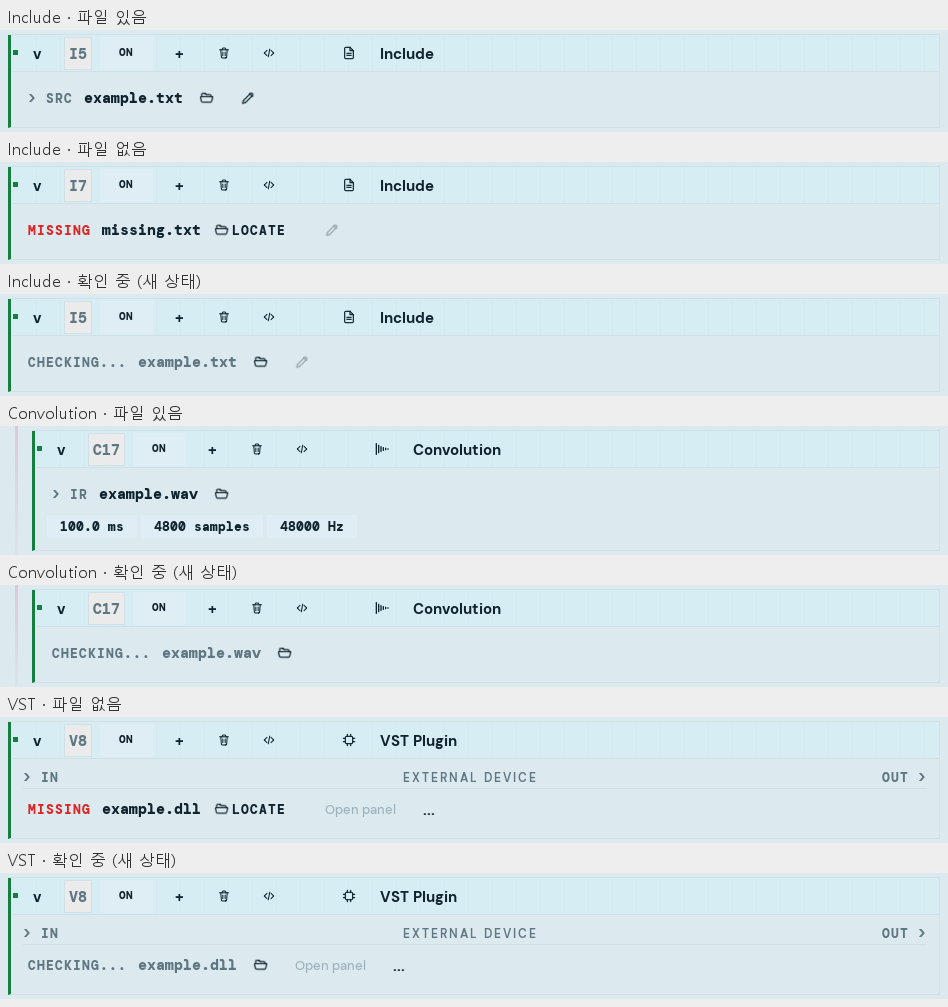 Include · 파일 있음
v I5 ON + </> Include
> SRC example.txt
Include · 파일 없음
v I7 ON + </> Include
MISSING missing.txt LOCATE
Include · 확인 중 (새 상태)
v I5 ON + </> Include
CHECKING... example.txt
Convolution · 파일 있음
v C17 ON + </> Convolution
> IR example.wav
100.0 ms 4800 samples 48000 Hz
Convolution · 확인 중 (새 상태)
v C17 ON + </> Convolution
CHECKING... example.wav
VST · 파일 없음
v V8 ON + </> VST Plugin
> IN EXTERNAL DEVICE OUT >
MISSING example.dll LOCATE Open panel ...
VST · 확인 중 (새 상태)
v V8 ON + </> VST Plugin
> IN EXTERNAL DEVICE OUT >
CHECKING... example.dll Open panel ...